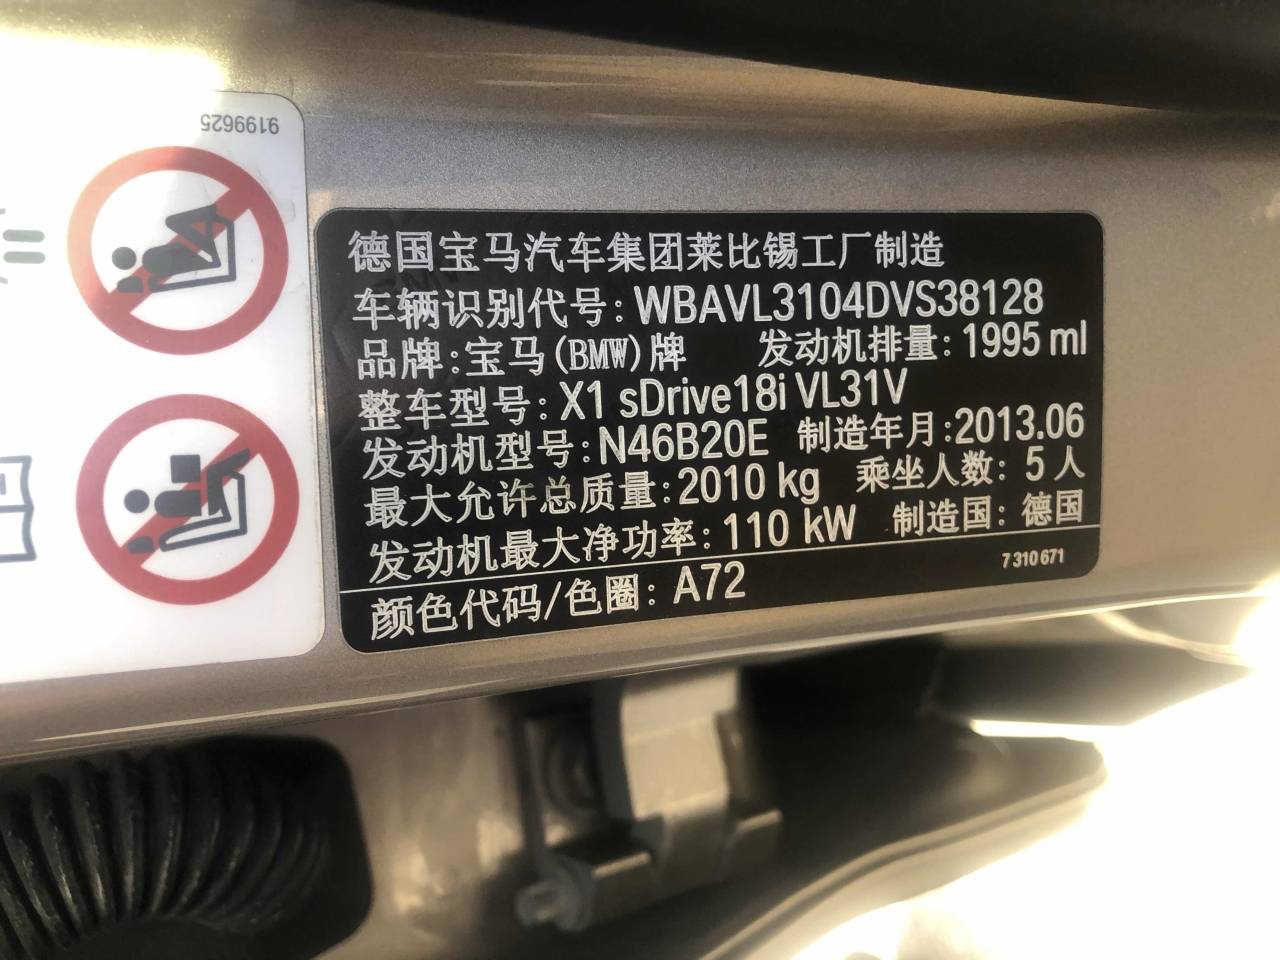 9199625
德国宝马汽车集团莱比锡工厂制造
车辆识别代号: WBAVL3104DVS38128
品牌:宝马(BMW)牌 发动机排量: 1995 ml
整车型号: X1 sDrive18i VL31V
发动机型号: N46B20E 制造年月:2013.06
最大允许总质量:2010 kg 乘坐人数: 5 人
发动机最大净功率: 110 kW 制造国: 德国
7 310 671
颜色代码/色圈: A72